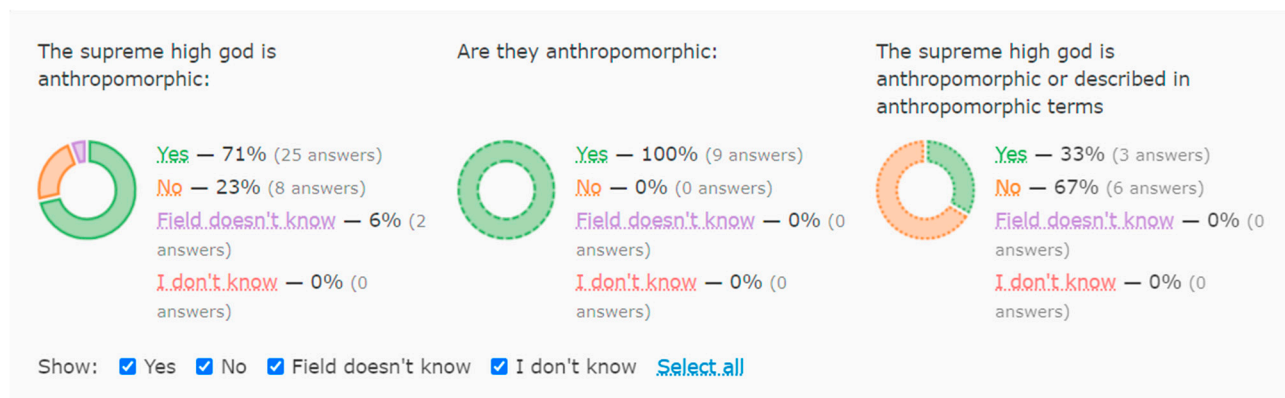 The supreme high god is
anthropomorphic:
Yes — 71% (25 answers)
No — 23% (8 answers)
Field doesn't know — 6% (2
answers)
I don't know — 0% (0
answers)
Are they anthropomorphic:
Yes — 100% (9 answers)
No — 0% (0 answers)
Field doesn't know — 0% (0
answers)
I don't know — 0% (0
answers)
The supreme high god is
anthropomorphic or described in
anthropomorphic terms
Yes — 33% (3 answers)
No — 67% (6 answers)
Field doesn't know — 0% (0
answers)
I don't know — 0% (0
answers)
Show: Yes No Field doesn't know I don't know Select all